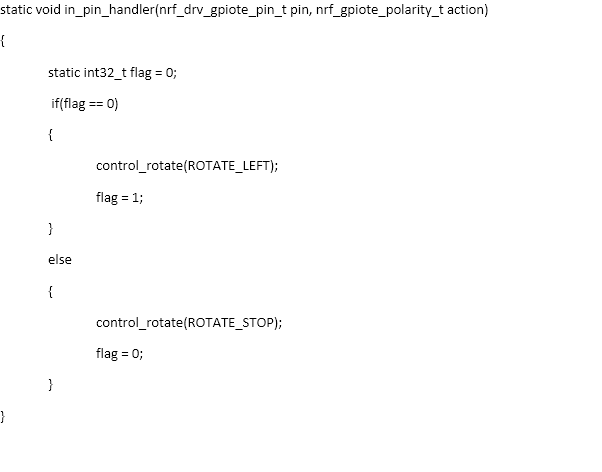 static void in_pin_handler(nrf_drv_gpiote_pin_t pin, nrf_gpiote_polarity_t action)
{
static int32_t flag = 0;
if(flag == 0)
{
control_rotate(ROTATE_LEFT);
flag = 1;
}
else
{
control_rotate(ROTATE_STOP);
flag = 0;
}
}